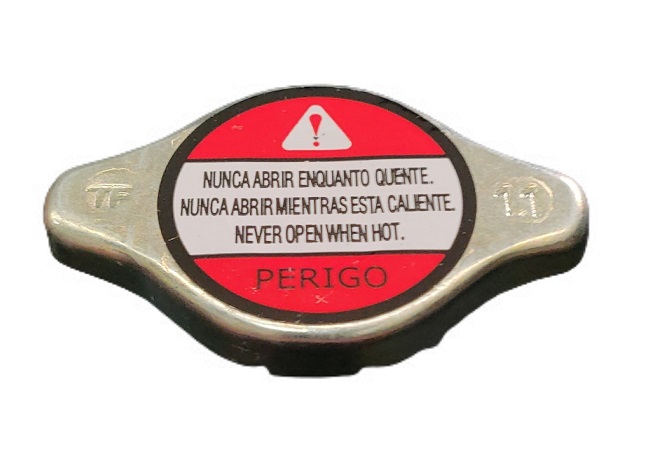 NUNCA ABRIR ENQUANTO QUENTE.
TF
NUNCA ABRIR MIENTRAS ESTA CALIENTE.
1.1
NEVER OPEN WHEN HOT.
PERIGO